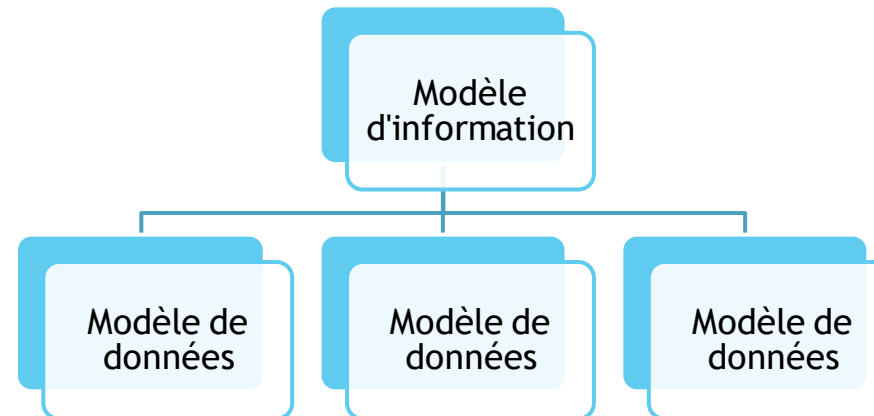 Modèle
d'information
Modèle de
données
Modèle de
données
Modèle de
données